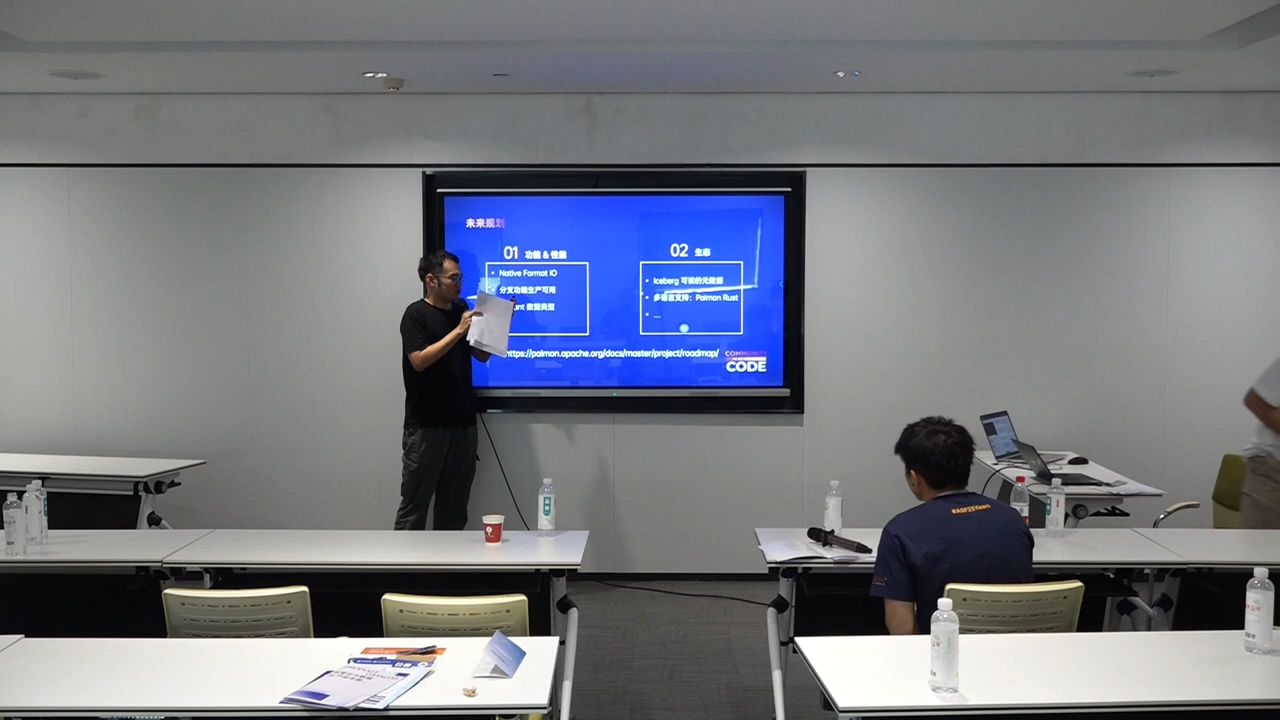 未来规划
01 功能 & 性能
• Native Format IO
• 分支功能生产可用
数据类型
02 生态
• Iceberg 可读的元数据
• 多语言支持：Paimon Rust
• ...
https://paimon.apache.org/docs/master/project/roadmap/
COMMUNITY
CODE
#ASF25Years